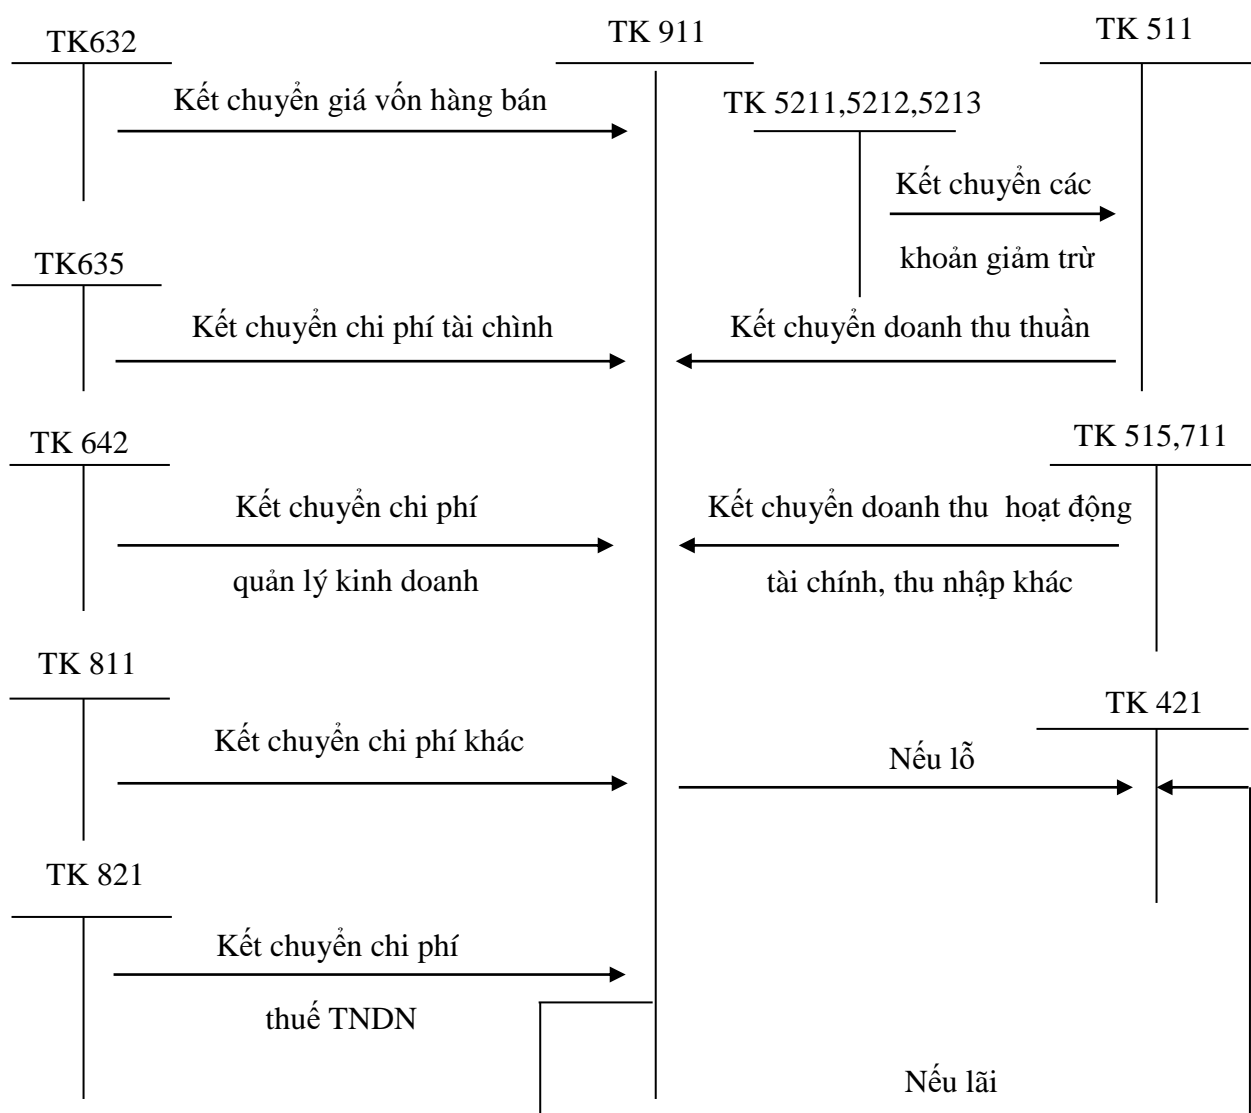 TK632
TK 911
TK 511
Kết chuyển giá vốn hàng bán
TK 5211,5212,5213
Kết chuyển các
khoản giảm trừ
TK635
Kết chuyển chi phí tài chình
Kết chuyển doanh thu thuần
TK 642
TK 515,711
Kết chuyển chi phí
quản lý kinh doanh
Kết chuyển doanh thu hoạt động
tài chính, thu nhập khác
TK 811
TK 421
Kết chuyển chi phí khác
Nếu lỗ
TK 821
Kết chuyển chi phí
thuế TNDN
Nếu lãi